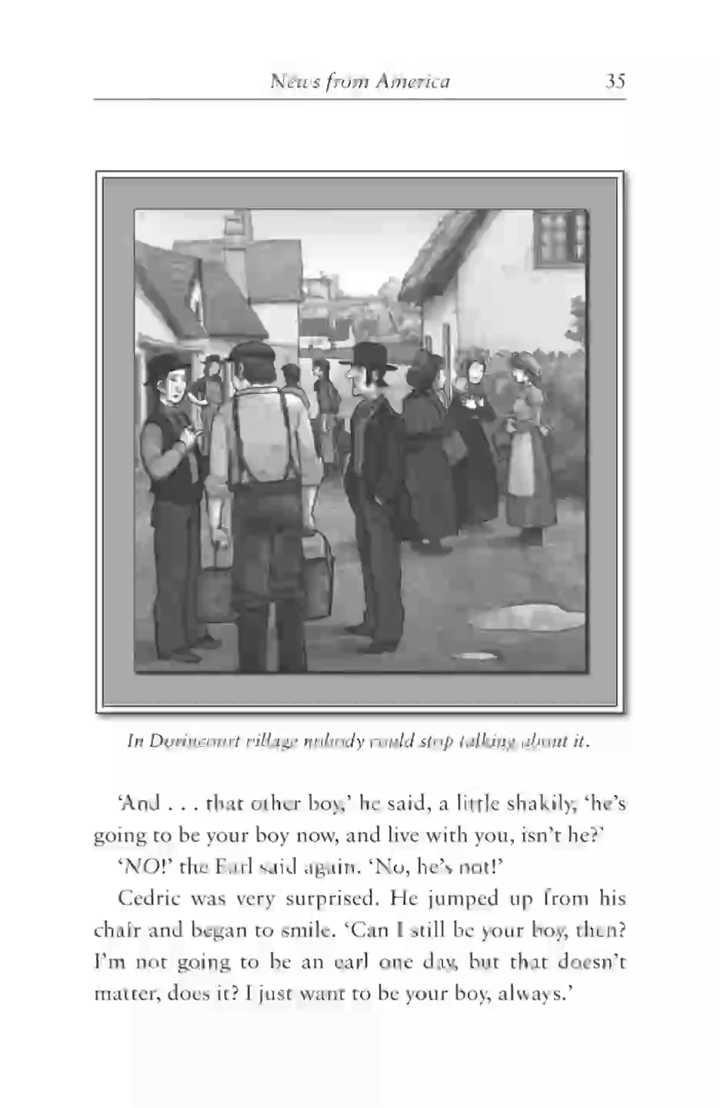 News from America 35
In Dorincourt village nobody could stop talking about it.
‘And . . . that other boy,’ he said, a little shakily, ‘he’s
going to be your boy now, and live with you, isn’t he?’
‘NO!’ the Earl said again. ‘No, he’s not!’
Cedric was very surprised. He jumped up from his
chair and began to smile. ‘Can I still be your boy, then?
I’m not going to be an earl one day, but that doesn’t
matter, does it? I just want to be your boy, always.’